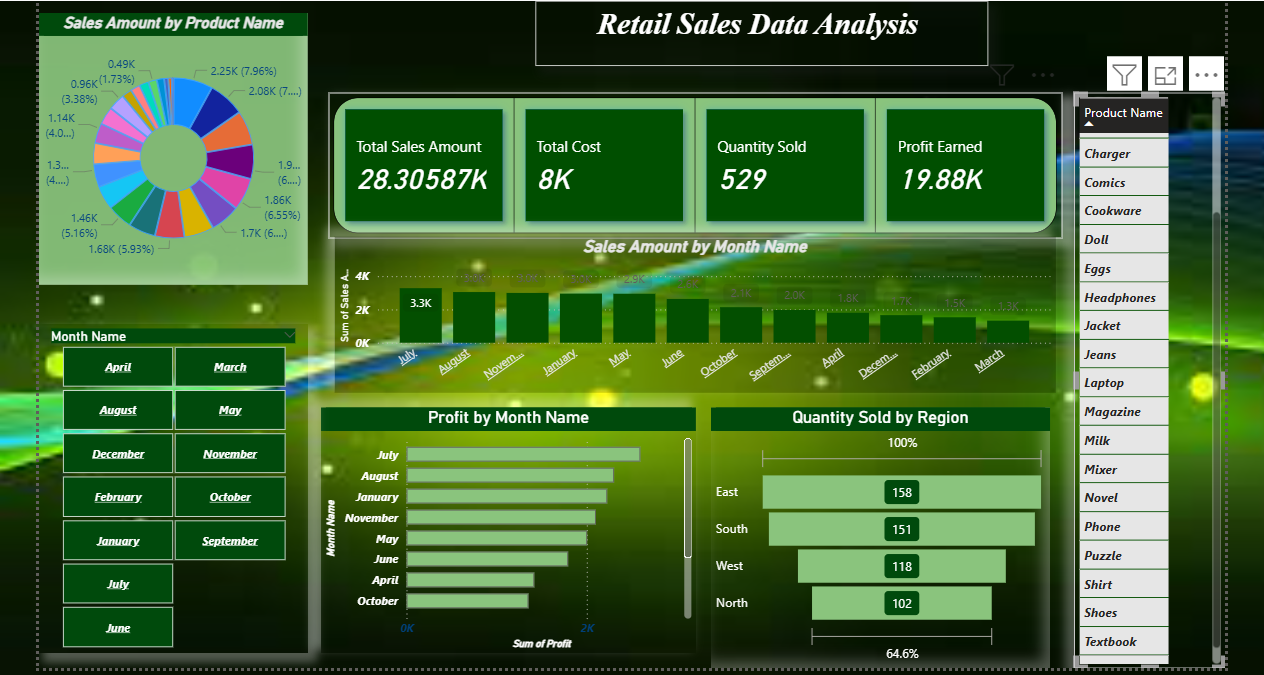 Sales Amount by Product Name
Retail Sales Data Analysis
0.49K
(1.73%)
2.25K (7.96%)
0.96K
(3.38%)
2.08K (7....)
1.14K
(4.0...)
1.3...
(4....)
1.9...
(6....)
1.86K
(6.55%)
1.46K
(5.16%)
1.7K (6....)
1.68K (5.93%)
Total Sales Amount
28.30587K
Total Cost
8K
Quantity Sold
529
Profit Earned
19.88K
Sales Amount by Month Name
Sum of Sales A...
4K
2K
0K
3.3K
2.9K
2.1K
2.0K
1.8K
1.7K
1.5K
1.3K
July
August
Novem...
January
May
June
October
Septem...
April
Decem...
February
March
Month Name
April
March
August
May
December
November
February
October
January
September
July
June
Profit by Month Name
Month Name
July
August
January
November
May
June
April
October
0K
2K
Sum of Profit
Quantity Sold by Region
100%
East
158
South
151
West
118
North
102
64.6%
Product Name
Charger
Comics
Cookware
Doll
Eggs
Headphones
Jacket
Jeans
Laptop
Magazine
Milk
Mixer
Novel
Phone
Puzzle
Shirt
Shoes
Textbook